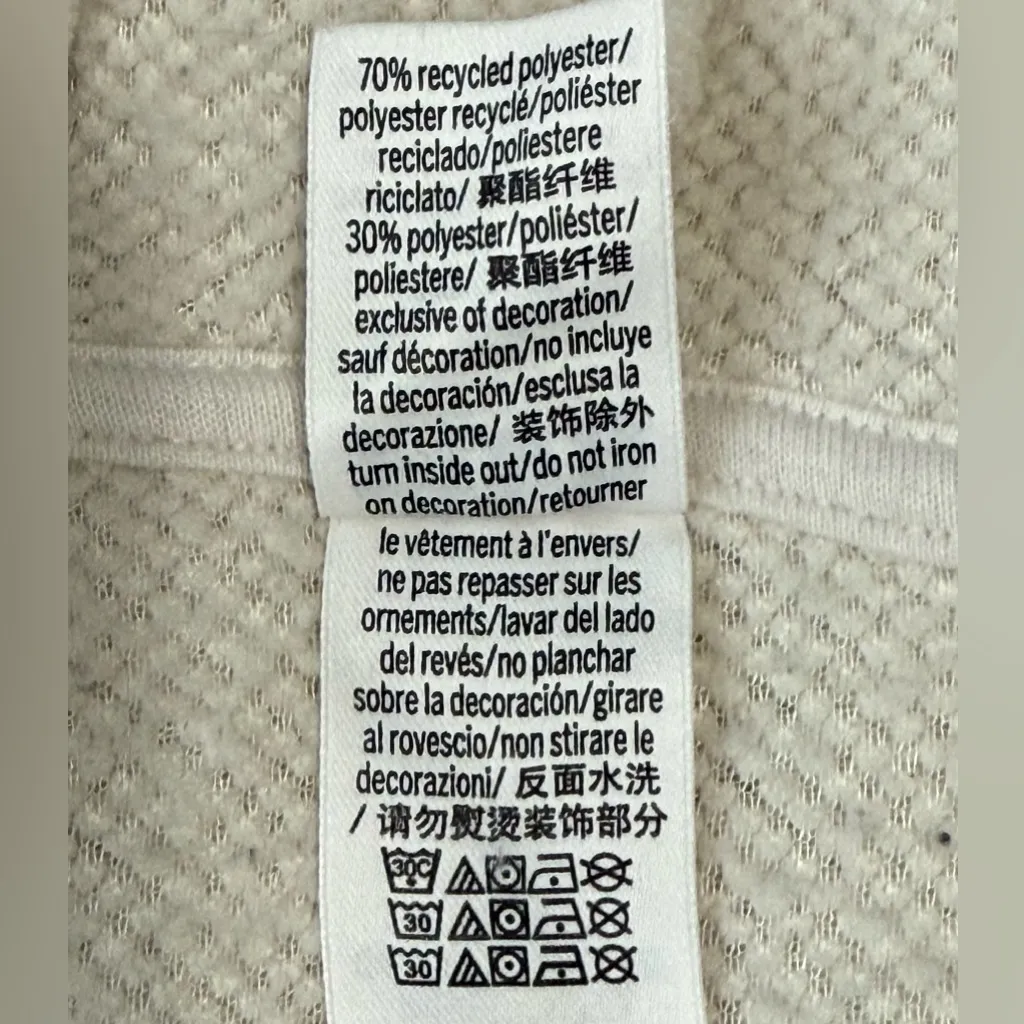 70% recycled polyester/
polyester recyclé/poliéster
reciclado/poliestere
riciclato/ 聚酯纤维
30% polyester/poliéster/
poliestere/ 聚酯纤维
exclusive of decoration/
sauf décoration/no incluye
la decoración/esclusa la
decorazione/ 装饰除外
turn inside out/do not iron
on decoration/retourner
le vêtement à l'envers/
ne pas repasser sur les
ornements/lavar del lado
del revés/no planchar
sobre la decoración/girare
al rovescio/non stirare le
decorazioni/ 反面水洗
/ 请勿熨烫装饰部分
30C
30
30